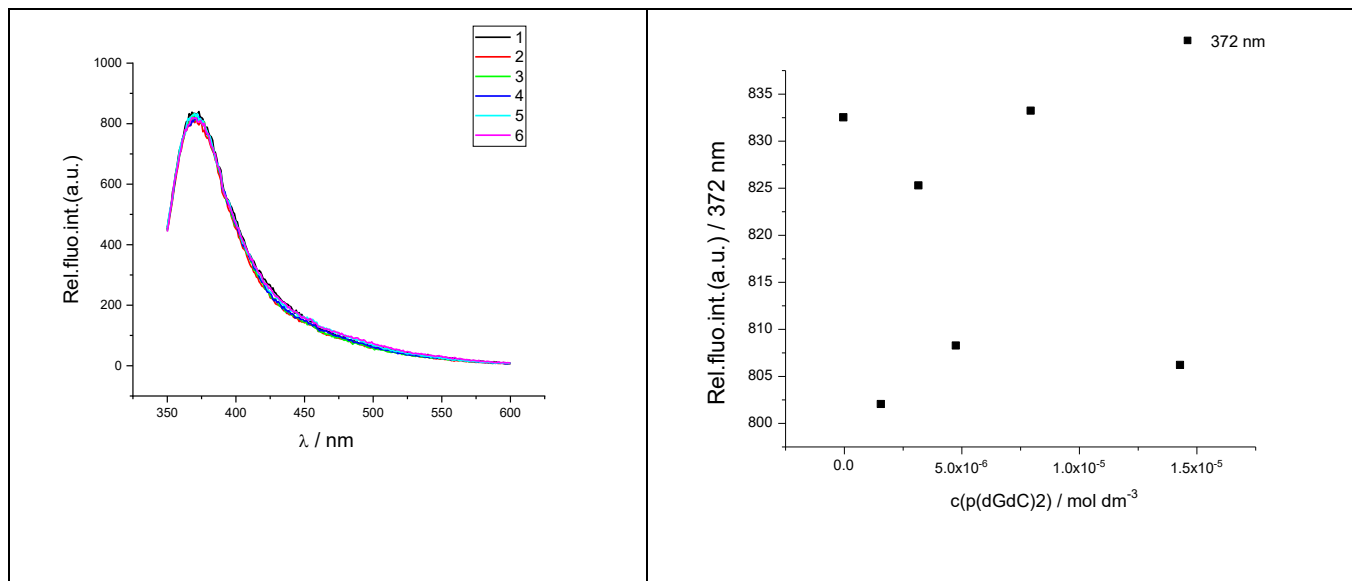 1
2
3
4
5
6
1000
800
600
400
200
0
Rel.fluo.int.(a.u.)
350 400 450 500 550 600
λ / nm
372 nm
835
830
825
820
815
810
805
800
Rel.fluo.int.(a.u.) / 372 nm
0.0 5.0x10⁻⁶ 1.0x10⁻⁵ 1.5x10⁻⁵
c(p(dGdC)2) / mol dm⁻³